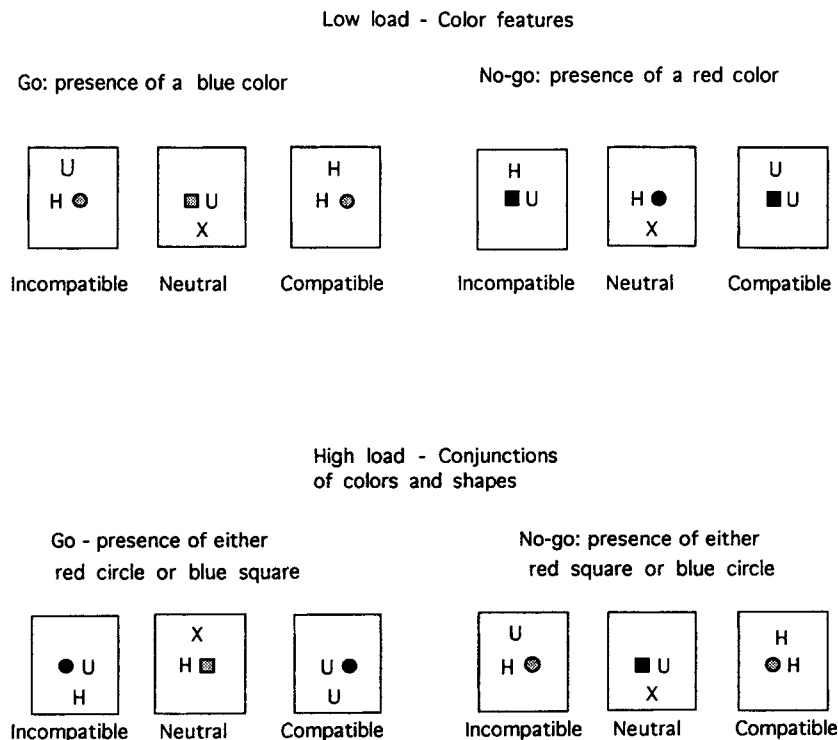 Low load - Color features
Go: presence of a blue color
No-go: presence of a red color
U
H
U
X
H
H
H
U
H
X
U
U
Incompatible Neutral Compatible
Incompatible Neutral Compatible
High load - Conjunctions
of colors and shapes
Go - presence of either
red circle or blue square
No-go: presence of either
red square or blue circle
U
H
X
H
U
U
U
H
U
X
H
H
Incompatible Neutral Compatible
Incompatible Neutral Compatible